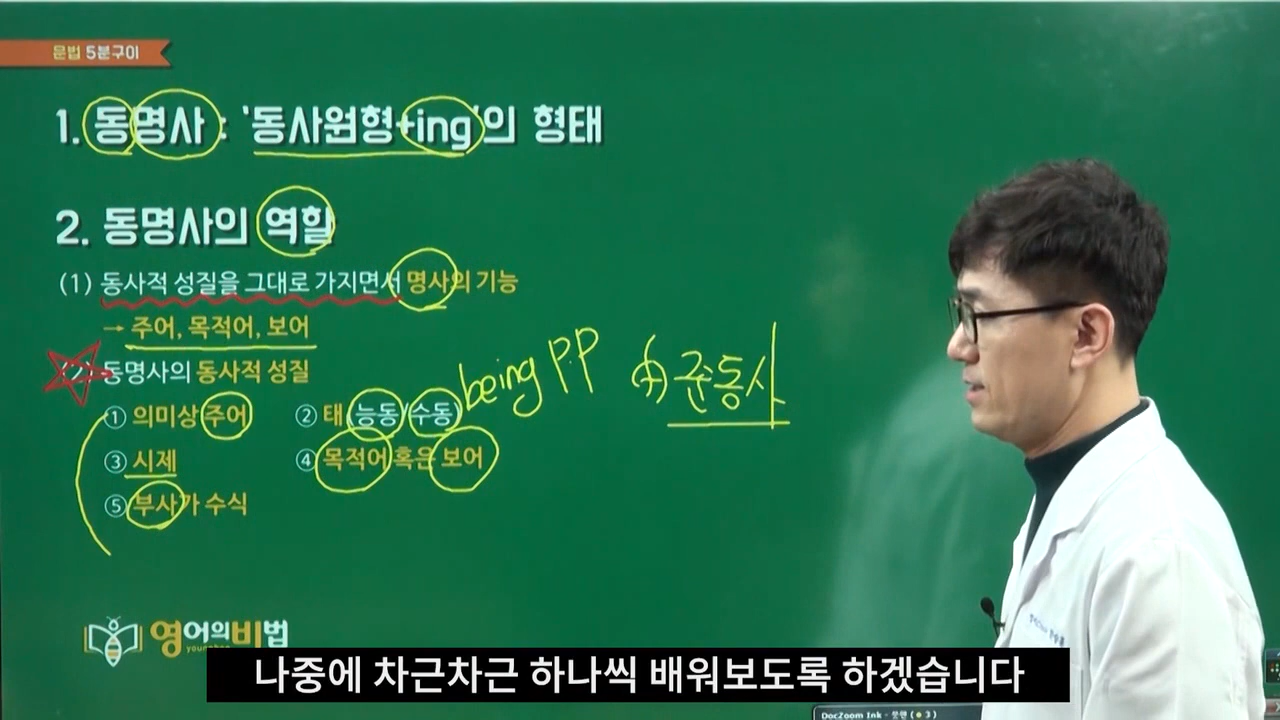 문법 5분구이
1. 동명사 : '동사원형+ing'의 형태
2. 동명사의 역할
(1) 동사적 성질을 그대로 가지면서 명사의 기능
→ 주어, 목적어, 보어
동명사의 동사적 성질
being P.P
준동사
① 의미상 주어 ② 태(능동/수동)
③ 시제 ④ 목적어 혹은 보어
⑤ 부사가 수식
영어의비법
나중에 차근차근 하나씩 배워보도록 하겠습니다
DocZoom Ink - 펜 ( 3 )